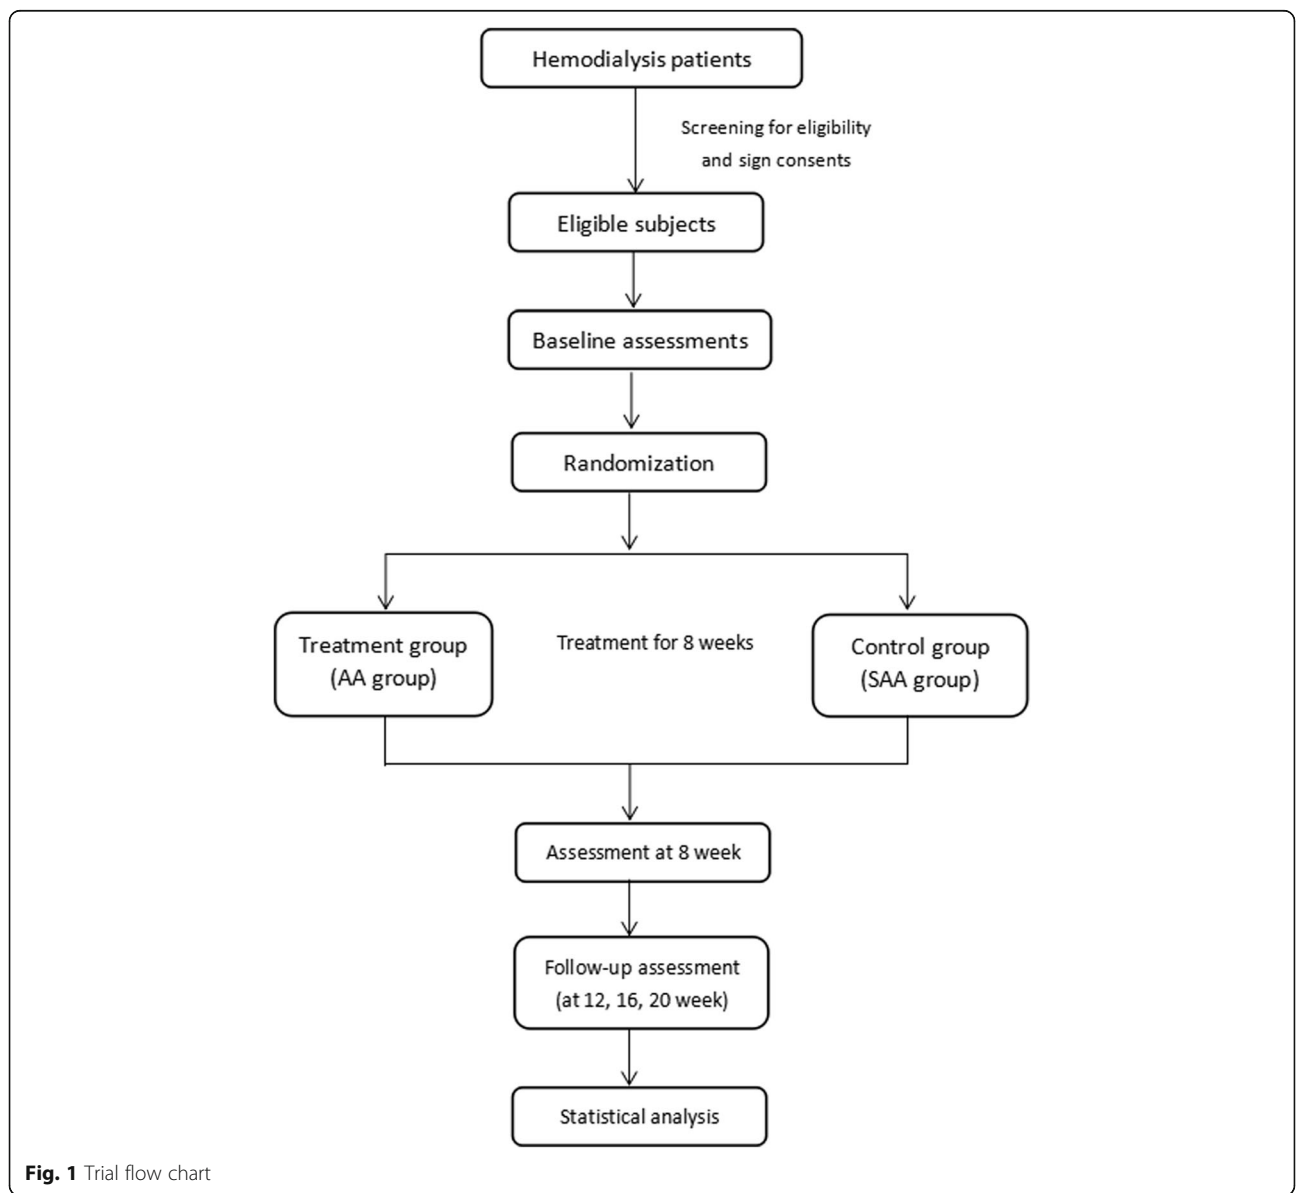 Hemodialysis patients
Screening for eligibility
and sign consents
Eligible subjects
Baseline assessments
Randomization
Treatment group
(AA group)
Treatment for 8 weeks
Control group
(SAA group)
Assessment at 8 week
Follow-up assessment
(at 12, 16, 20 week)
Statistical analysis
Fig. 1 Trial flow chart